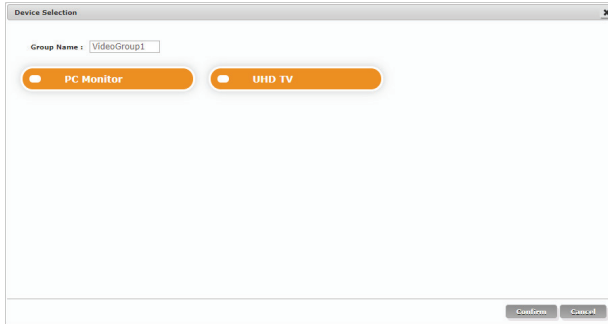 Device Selection x
Group Name : VideoGroup1
PC Monitor UHD TV
Confirm Cancel